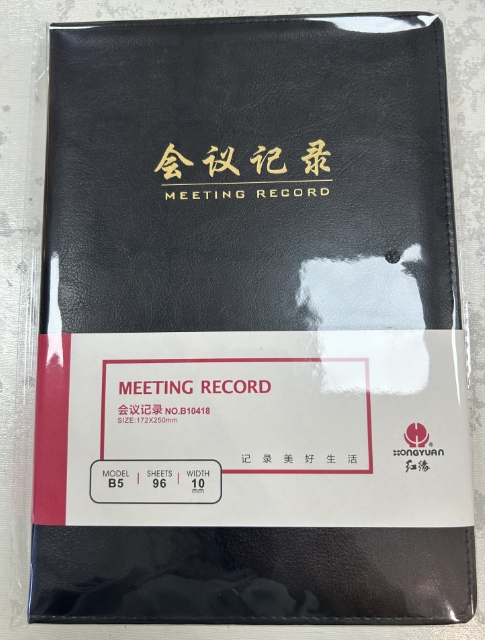 会议记录
MEETING RECORD
MEETING RECORD
会议记录 NO.B10418
SIZE:172X250mm
记录美好生活
MODEL SHEETS WIDTH
B5 96 10
mm
HONGYUAN
红缘